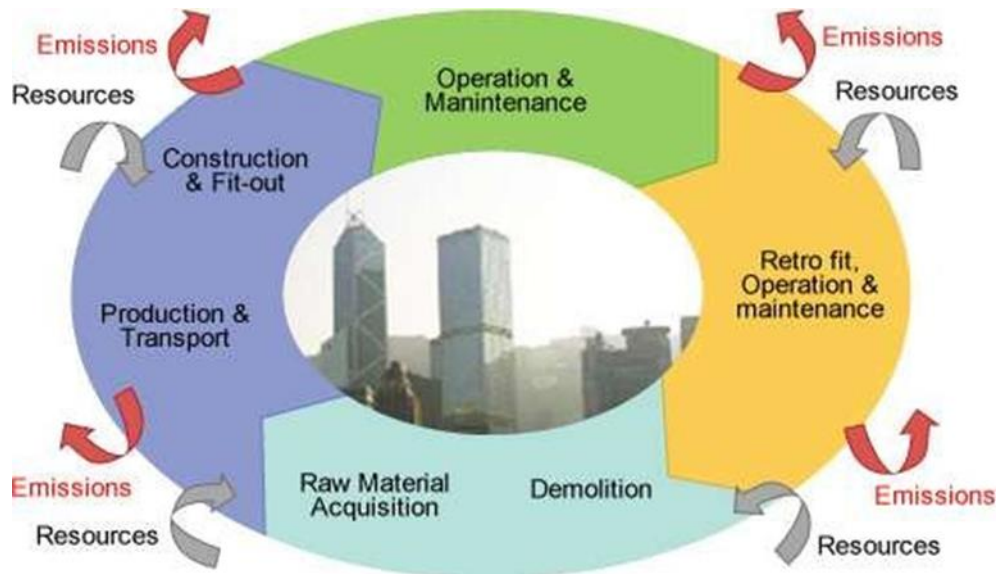 Emissions
Resources
Operation &
Manintenance
Emissions
Resources
Construction
& Fit-out
Production &
Transport
Retro fit,
Operation &
maintenance
Raw Material
Acquisition
Demolition
Emissions
Resources
Emissions
Resources